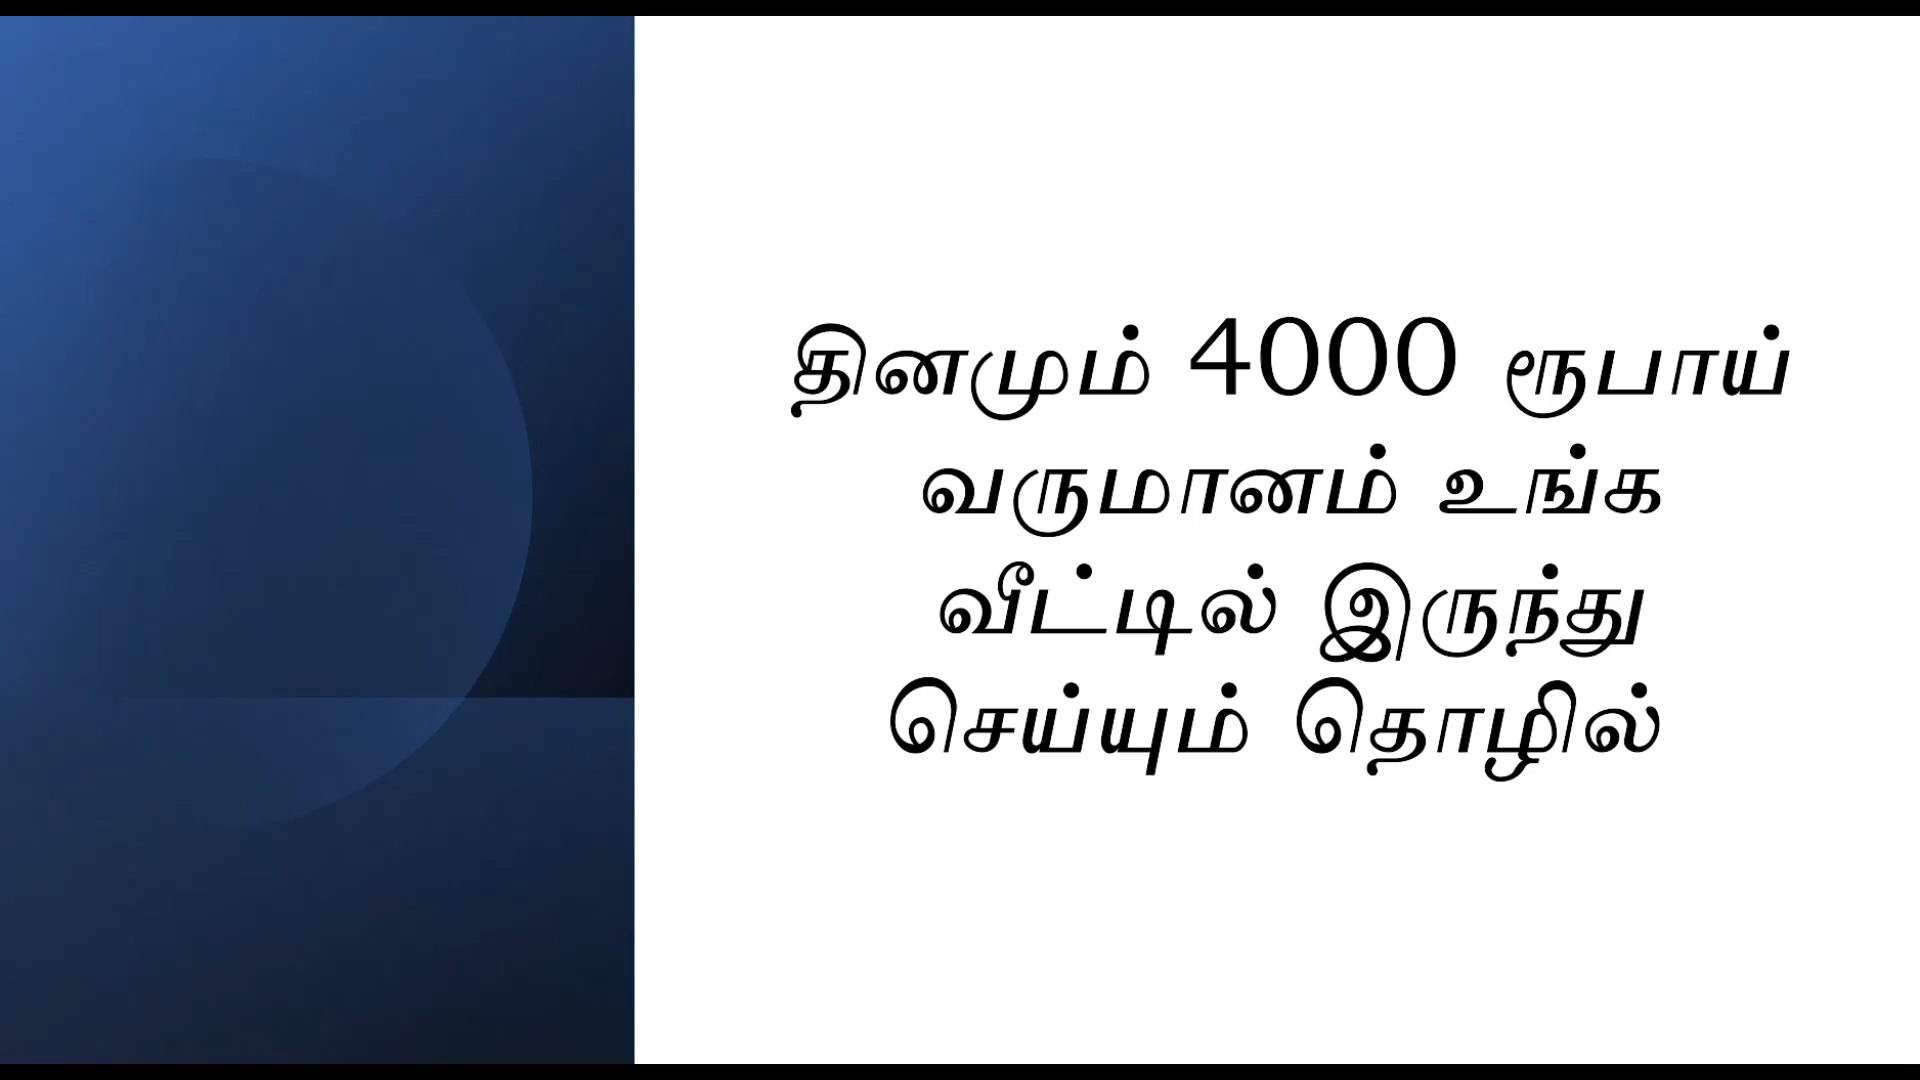 தினமும் 4000 ரூபாய்
வருமானம் உங்க
வீட்டில் இருந்து
செய்யும் தொழில்